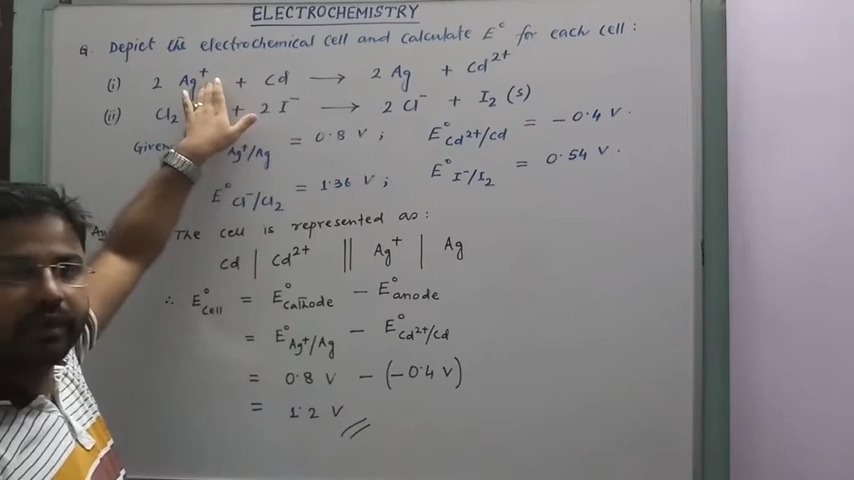 ELECTROCHEMISTRY
Q. Depict the electrochemical cell and calculate E° for each cell :
(i) 2 Ag⁺ + Cd ⟶ 2 Ag + Cd²⁺
(ii) Cl₂ + 2 I⁻ ⟶ 2 Cl⁻ + I₂ (s)
Given Ag⁺/Ag = 0.8 V ; E°Cd²⁺/Cd = − 0.4 V .
E°Cl⁻/Cl₂ = 1.36 V ; E°I⁻/I₂ = 0.54 V .
The cell is represented as :
Cd | Cd²⁺ || Ag⁺ | Ag
∴ E°Cell = E°Cathode − E°anode
= E°Ag⁺/Ag − E°Cd²⁺/Cd
= 0.8 V − (−0.4 V)
= 1.2 V